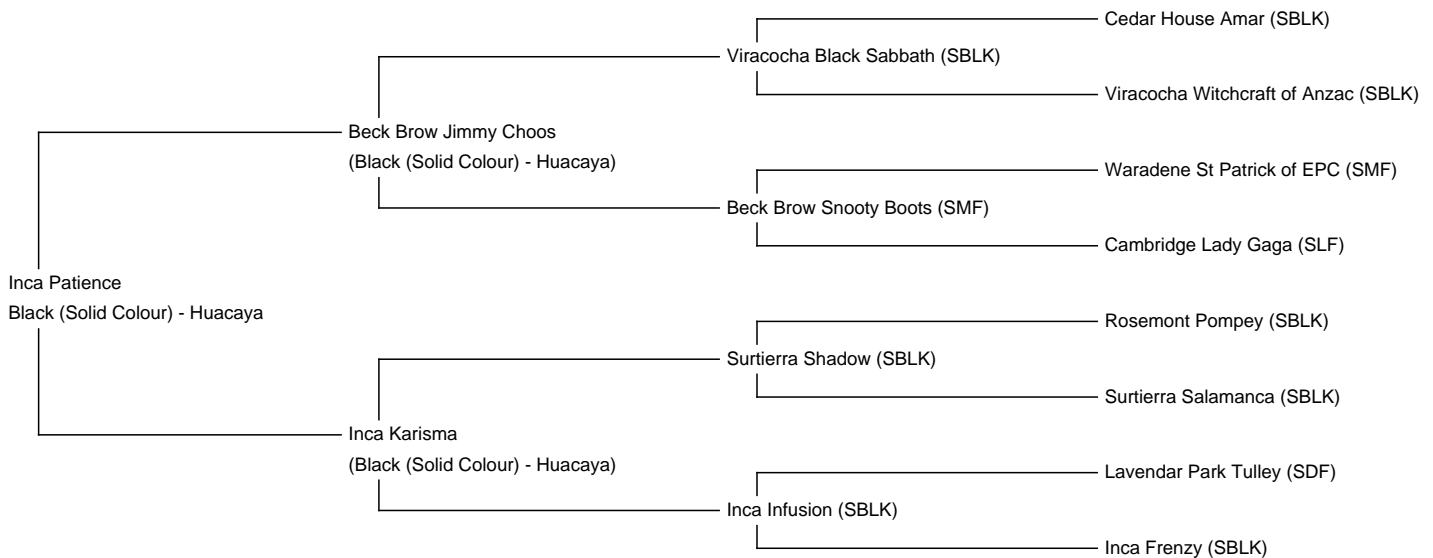 Cedar House Amar (SBLK)
Viracocha Black Sabbath (SBLK)
Viracocha Witchcraft of Anzac (SBLK)
Beck Brow Jimmy Choos
(Black (Solid Colour) - Huacaya)
Waradene St Patrick of EPC (SMF)
Beck Brow Snooty Boots (SMF)
Cambridge Lady Gaga (SLF)
Inca Patience
Black (Solid Colour) - Huacaya
Rosemont Pompey (SBLK)
Surtierra Shadow (SBLK)
Surtierra Salamanca (SBLK)
Inca Karisma
(Black (Solid Colour) - Huacaya)
Lavendar Park Tulley (SDF)
Inca Infusion (SBLK)
Inca Frenzy (SBLK)